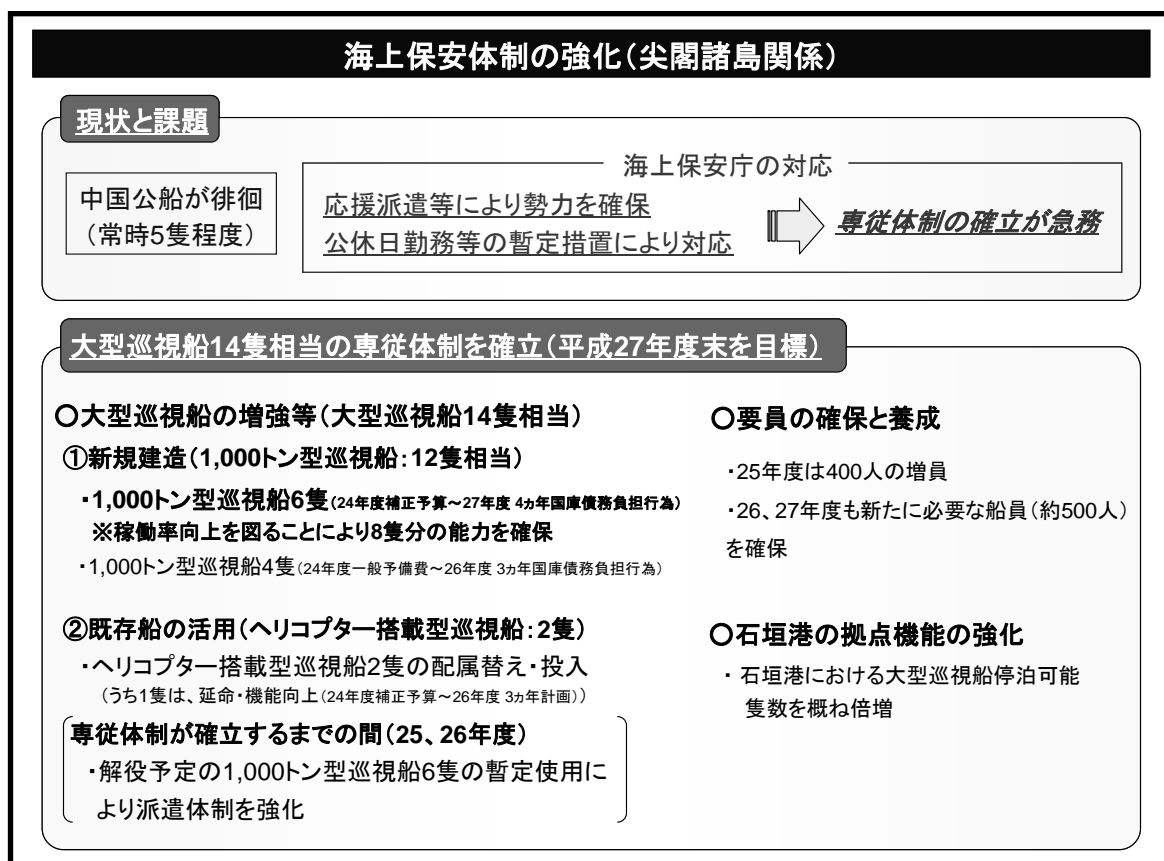 海上保安体制の強化(尖閣諸島関係)
現状と課題
中国公船が徘徊
(常時5隻程度)
海上保安庁の対応
応援派遣等により勢力を確保
公休日勤務等の暫定措置により対応
専従体制の確立が急務
大型巡視船14隻相当の専従体制を確立(平成27年度末を目標)
○大型巡視船の増強等(大型巡視船14隻相当)
①新規建造(1,000トン型巡視船:12隻相当)
・1,000トン型巡視船6隻(24年度補正予算~27年度 4ヵ年国庫債務負担行為)
※稼働率向上を図ることにより8隻分の能力を確保
・1,000トン型巡視船4隻(24年度一般予備費~26年度 3ヵ年国庫債務負担行為)
②既存船の活用(ヘリコプター搭載型巡視船:2隻)
・ヘリコプター搭載型巡視船2隻の配属替え・投入
(うち1隻は、延命・機能向上(24年度補正予算~26年度 3ヵ年計画))
専従体制が確立するまでの間(25、26年度)
・解役予定の1,000トン型巡視船6隻の暫定使用に
より派遣体制を強化
○要員の確保と養成
・25年度は400人の増員
・26、27年度も新たに必要な船員(約500人)
を確保
○石垣港の拠点機能の強化
・石垣港における大型巡視船停泊可能
隻数を概ね倍増